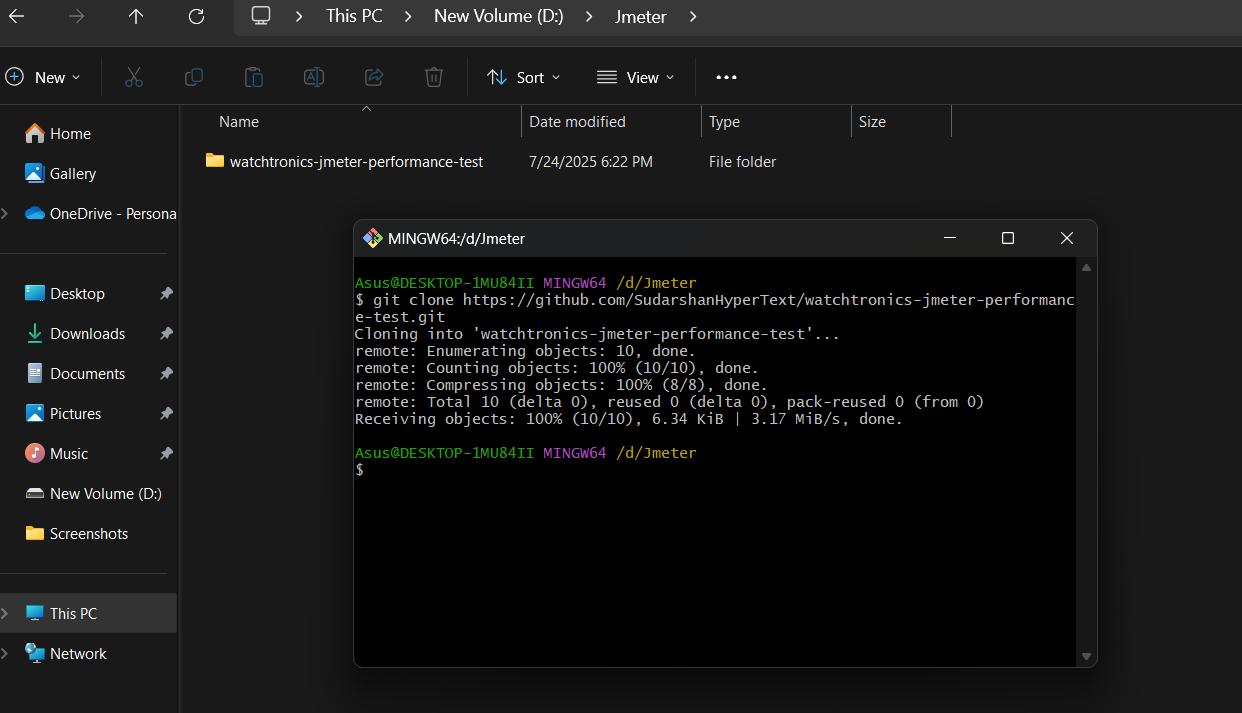 This PC > New Volume (D:) > Jmeter >
New Sort View
Name Date modified Type Size
watchtronics-jmeter-performance-test 7/24/2025 6:22 PM File folder
Home
Gallery
OneDrive - Persona
Desktop
Downloads
Documents
Pictures
Music
New Volume (D:)
Screenshots
This PC
Network
MINGW64:/d/Jmeter
Asus@DESKTOP-1MU84II MINGW64 /d/Jmeter
$ git clone https://github.com/SudarshanHyperText/watchtronics-jmeter-performanc
e-test.git
Cloning into 'watchtronics-jmeter-performance-test'...
remote: Enumerating objects: 10, done.
remote: Counting objects: 100% (10/10), done.
remote: Compressing objects: 100% (8/8), done.
remote: Total 10 (delta 0), reused 0 (delta 0), pack-reused 0 (from 0)
Receiving objects: 100% (10/10), 6.34 KiB | 3.17 MiB/s, done.
Asus@DESKTOP-1MU84II MINGW64 /d/Jmeter
$